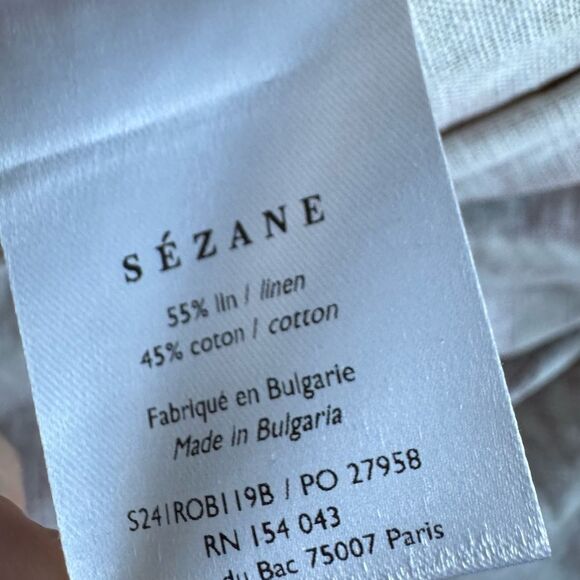 SÉZANE
55% lin / linen
45% coton / cotton
Fabriqué en Bulgarie
Made in Bulgaria
S241ROB119B / PO 27958
RN 154 043
du Bac 75007 Paris